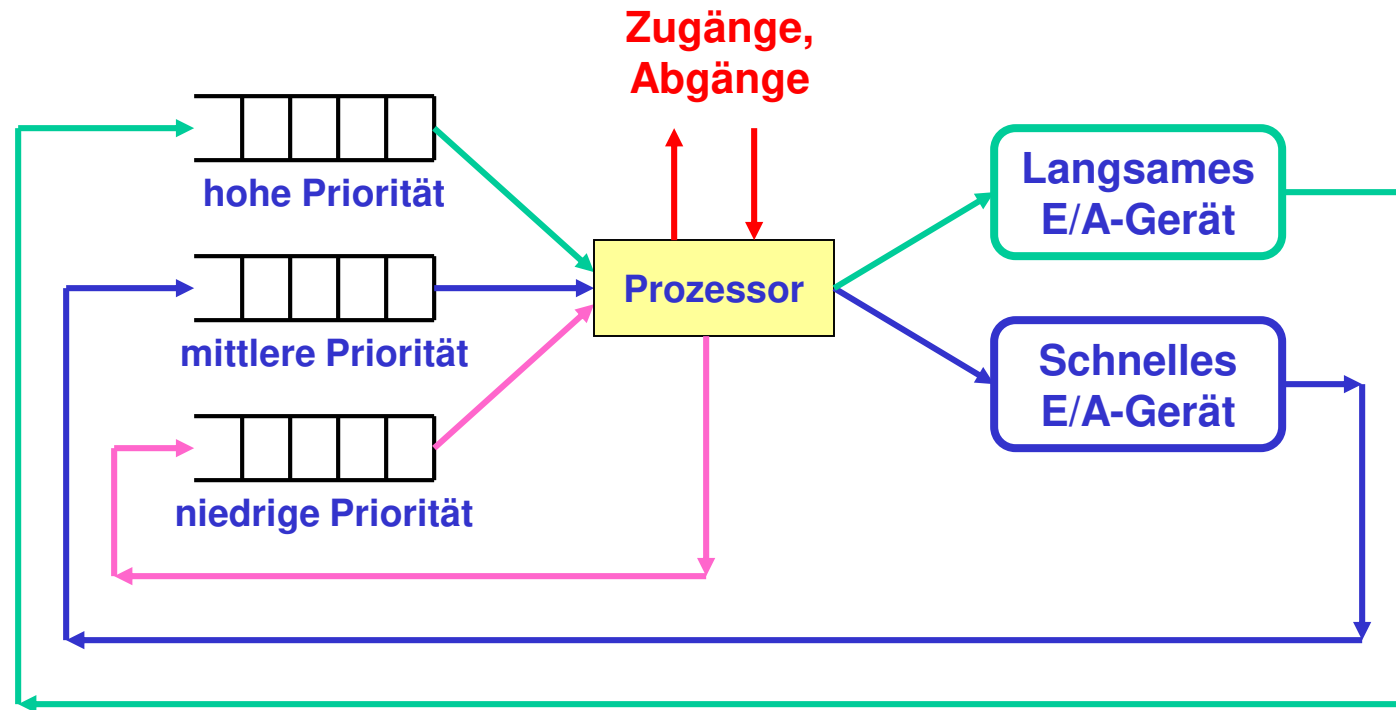 Zugänge,
Abgänge
hohe Priorität
mittlere Priorität
niedrige Priorität
Prozessor
Langsames
E/A-Gerät
Schnelles
E/A-Gerät